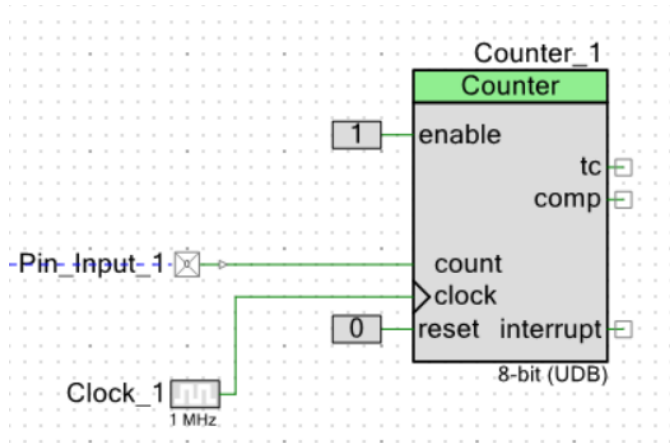 Counter_1
Counter
1
enable
tc
comp
Pin_Input_1
count
clock
0
reset
interrupt
8-bit (UDB)
Clock_1
1 MHz